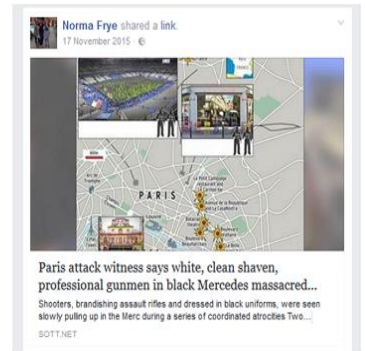 Norma Frye shared a link.
17 November 2015
PARIS
Paris attack witness says white, clean shaven,
professional gunmen in black Mercedes massacred...
Shooters, brandishing assault rifles and dressed in black uniforms, were seen
slowly pulling up in the Merc during a series of coordinated atrocities Two...
SOTT.NET